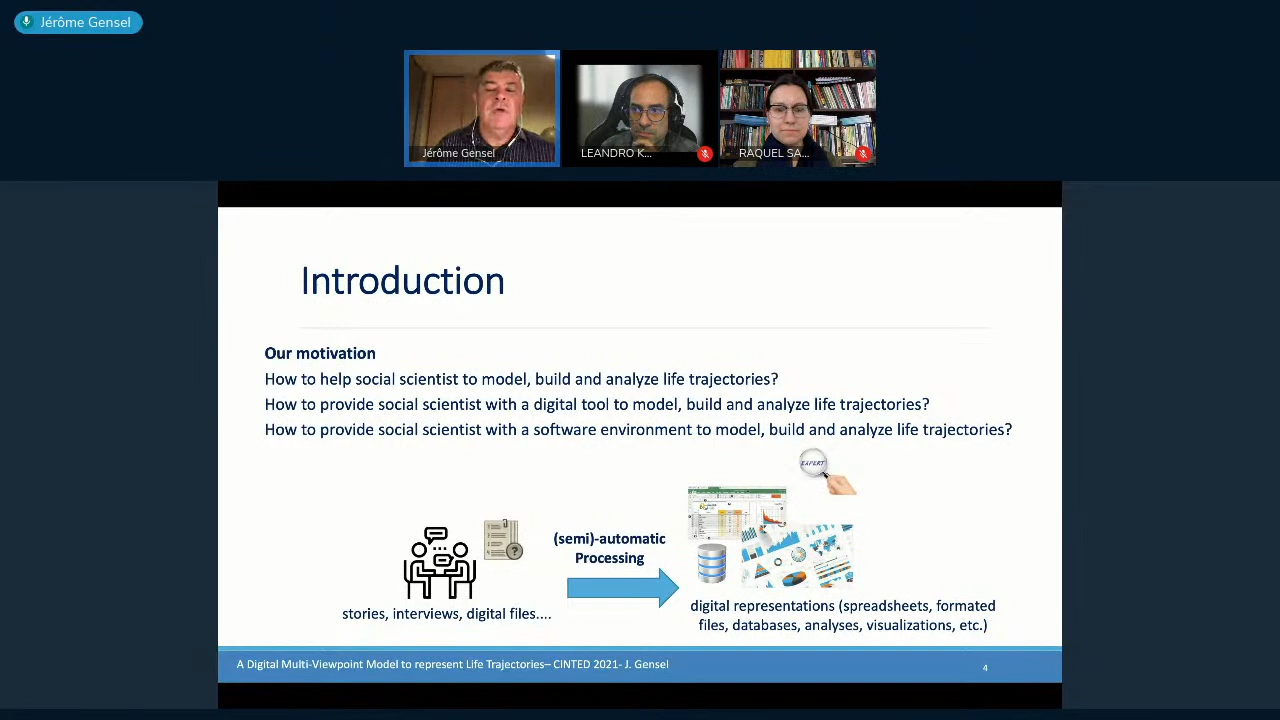 Jérôme Gensel
Jérôme Gensel
LEANDRO K...
RAQUEL SA...
Introduction
Our motivation
How to help social scientist to model, build and analyze life trajectories?
How to provide social scientist with a digital tool to model, build and analyze life trajectories?
How to provide social scientist with a software environment to model, build and analyze life trajectories?
EXPERT
(semi)-automatic
Processing
?
stories, interviews, digital files....
digital representations (spreadsheets, formated
files, databases, analyses, visualizations, etc.)
A Digital Multi-Viewpoint Model to represent Life Trajectories– CINTED 2021- J. Gensel
4